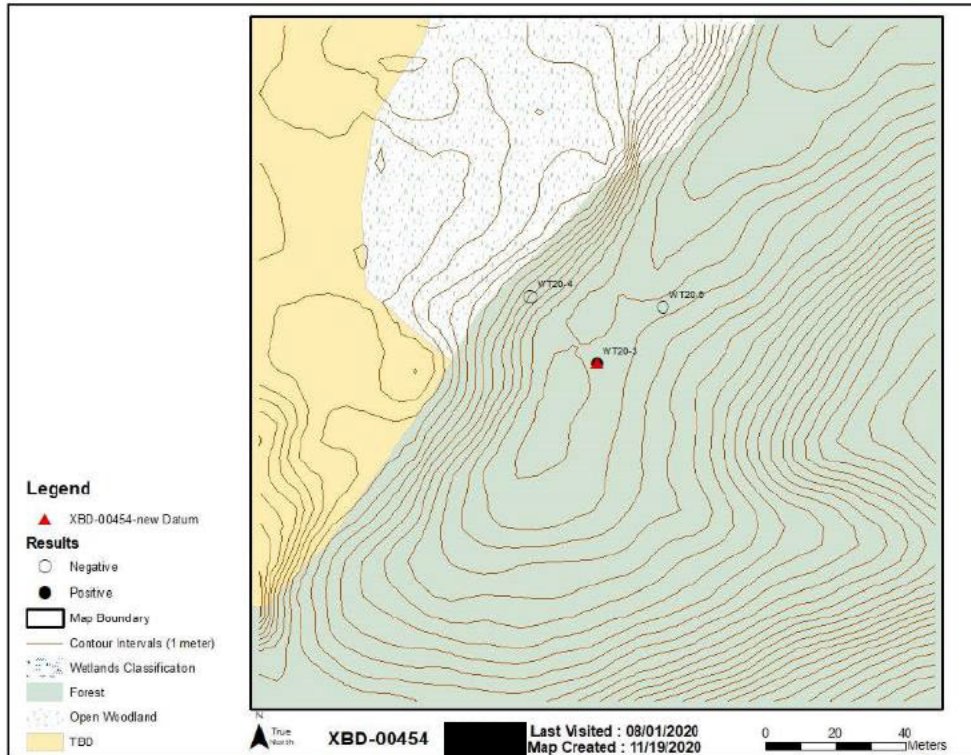 WT20-4
WT20-5
WT20-3
Legend
XBD-00454-new Datum
Results
Negative
Positive
Map Boundary
Contour Intervals (1 meter)
Wetlands Classification
Forest
Open Woodland
TBD
N
True
North
XBD-00454
Last Visited : 08/01/2020
Map Created : 11/19/2020
0 20 40
Meters